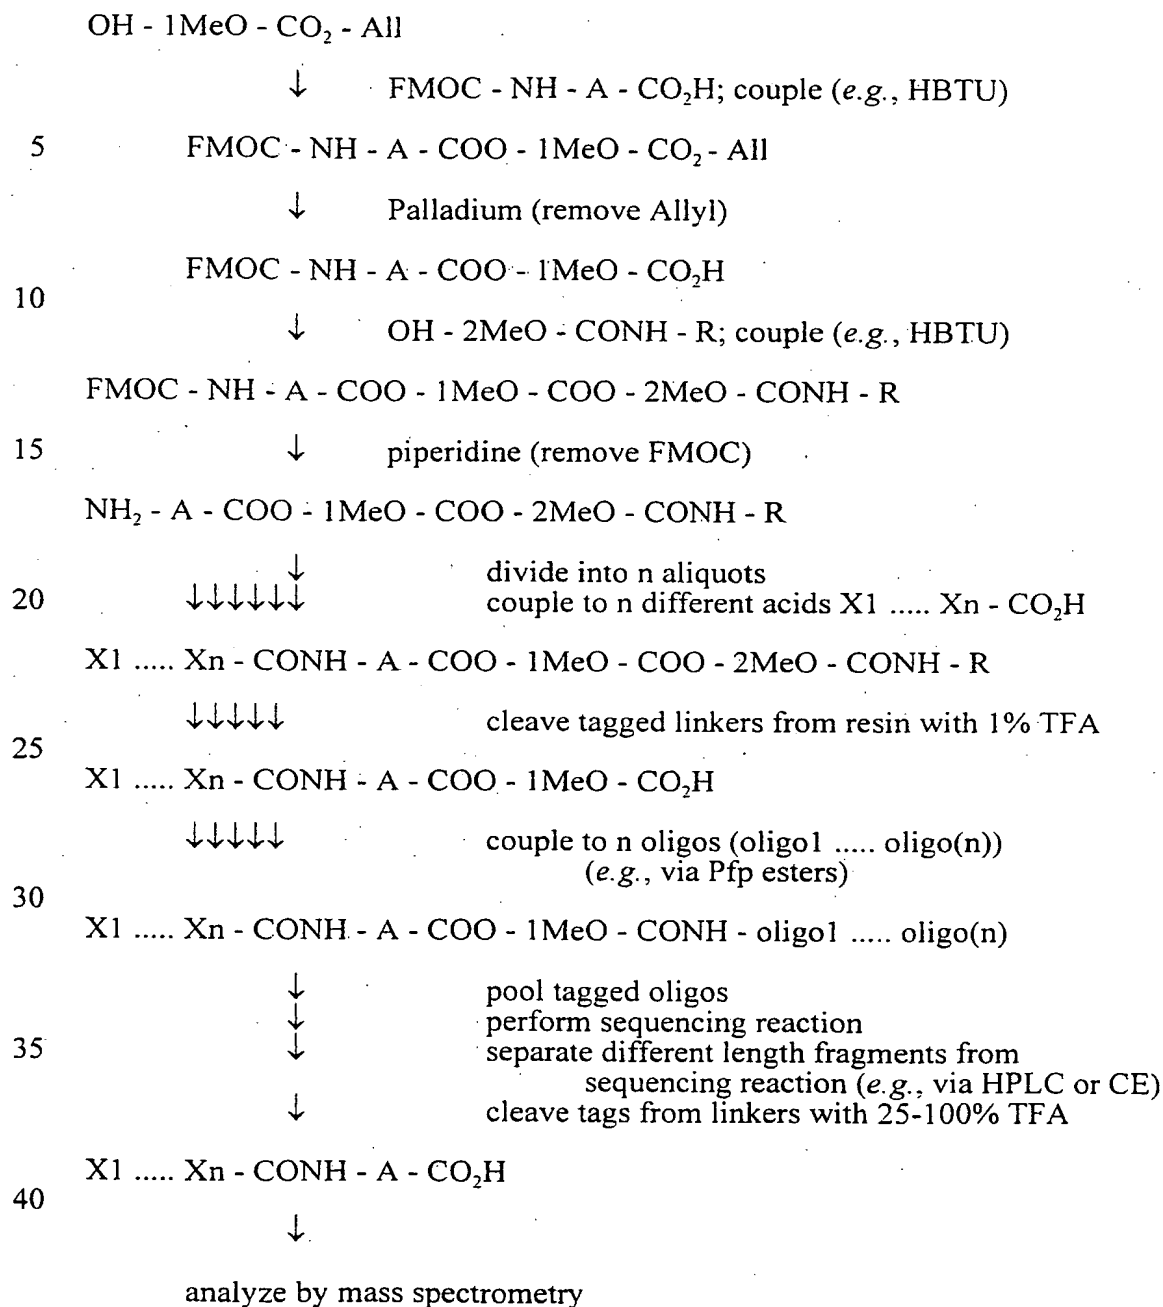 OH - 1MeO - CO₂ - All
↓ FMOC - NH - A - CO₂H; couple (e.g., HBTU)
5 FMOC - NH - A - COO - 1MeO - CO₂ - All
↓ Palladium (remove Allyl)
FMOC - NH - A - COO - 1MeO - CO₂H
10
↓ OH - 2MeO - CONH - R; couple (e.g., HBTU)
FMOC - NH - A - COO - 1MeO - COO - 2MeO - CONH - R
15 ↓ piperidine (remove FMOC)
NH₂ - A - COO - 1MeO - COO - 2MeO - CONH - R
↓ divide into n aliquots
20 ↓↓↓↓↓↓ couple to n different acids X1 ..... Xn - CO₂H
X1 ..... Xn - CONH - A - COO - 1MeO - COO - 2MeO - CONH - R
↓↓↓↓↓ cleave tagged linkers from resin with 1% TFA
25
X1 ..... Xn - CONH - A - COO - 1MeO - CO₂H
↓↓↓↓↓ couple to n oligos (oligo1 ..... oligo(n))
(e.g., via Pfp esters)
30
X1 ..... Xn - CONH - A - COO - 1MeO - CONH - oligo1 ..... oligo(n)
↓ pool tagged oligos
↓ perform sequencing reaction
35 ↓ separate different length fragments from
sequencing reaction (e.g., via HPLC or CE)
↓ cleave tags from linkers with 25-100% TFA
X1 ..... Xn - CONH - A - CO₂H
40
↓
analyze by mass spectrometry